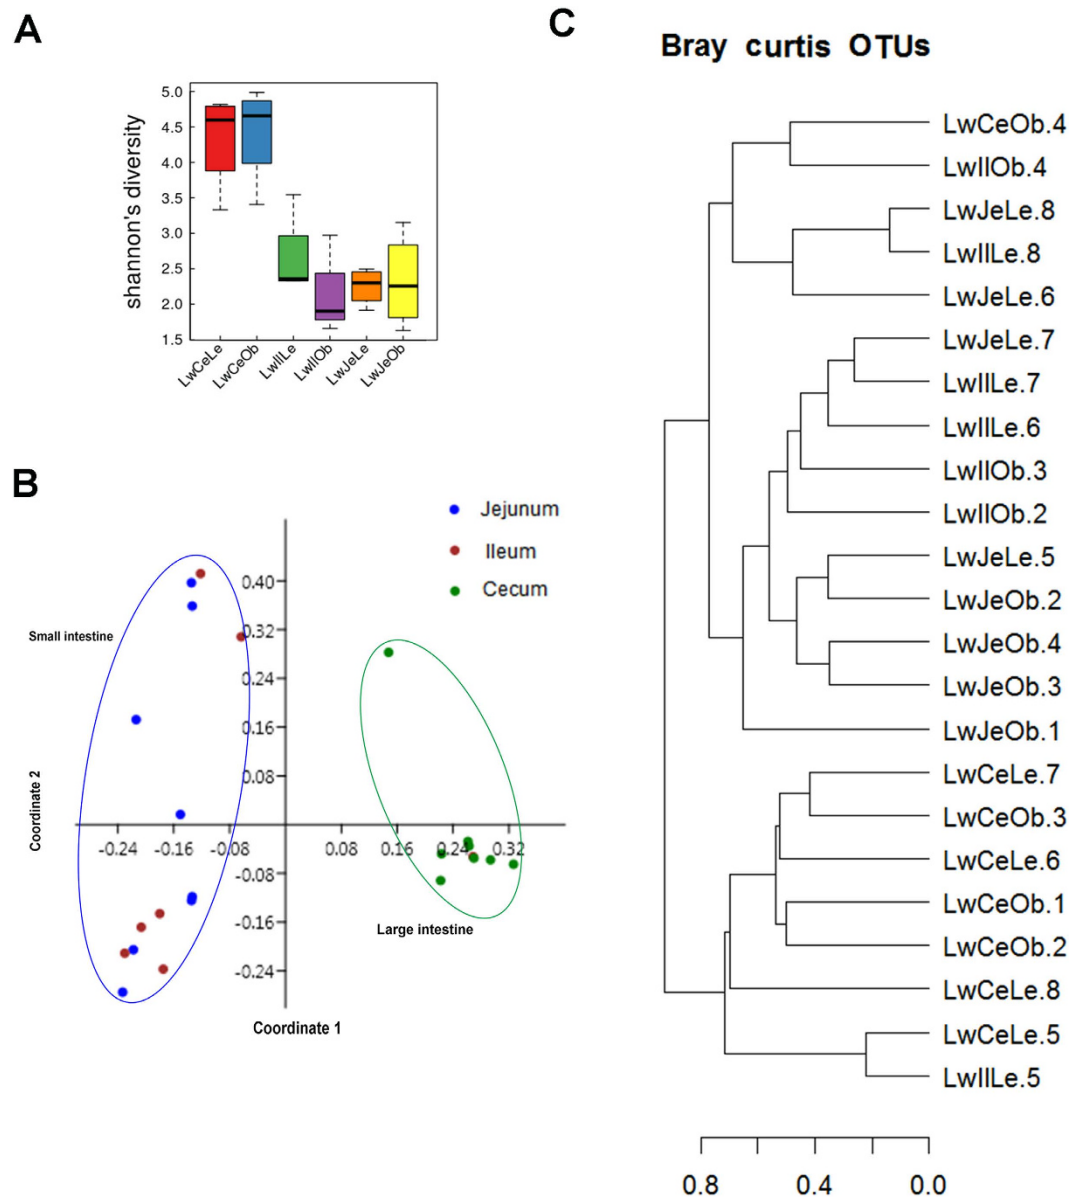 A
shannon's diversity
5.0
4.5
4.0
3.5
3.0
2.5
2.0
1.5
LwCeLe
LwCeOb
LwIlLe
LwIlOb
LwJeLe
LwJeOb
B
Jejunum
Ileum
Cecum
Small intestine
Large intestine
Coordinate 2
Coordinate 1
0.40
0.32
0.24
0.16
0.08
-0.08
-0.16
-0.24
-0.24 -0.16 -0.08 0.08 0.16 0.24 0.32
C
Bray curtis OTUs
LwCeOb.4
LwIlOb.4
LwJeLe.8
LwIlLe.8
LwJeLe.6
LwJeLe.7
LwIlLe.7
LwIlLe.6
LwIlOb.3
LwIlOb.2
LwJeLe.5
LwJeOb.2
LwJeOb.4
LwJeOb.3
LwJeOb.1
LwCeLe.7
LwCeOb.3
LwCeLe.6
LwCeOb.1
LwCeOb.2
LwCeLe.8
LwCeLe.5
LwIlLe.5
0.8 0.4 0.0